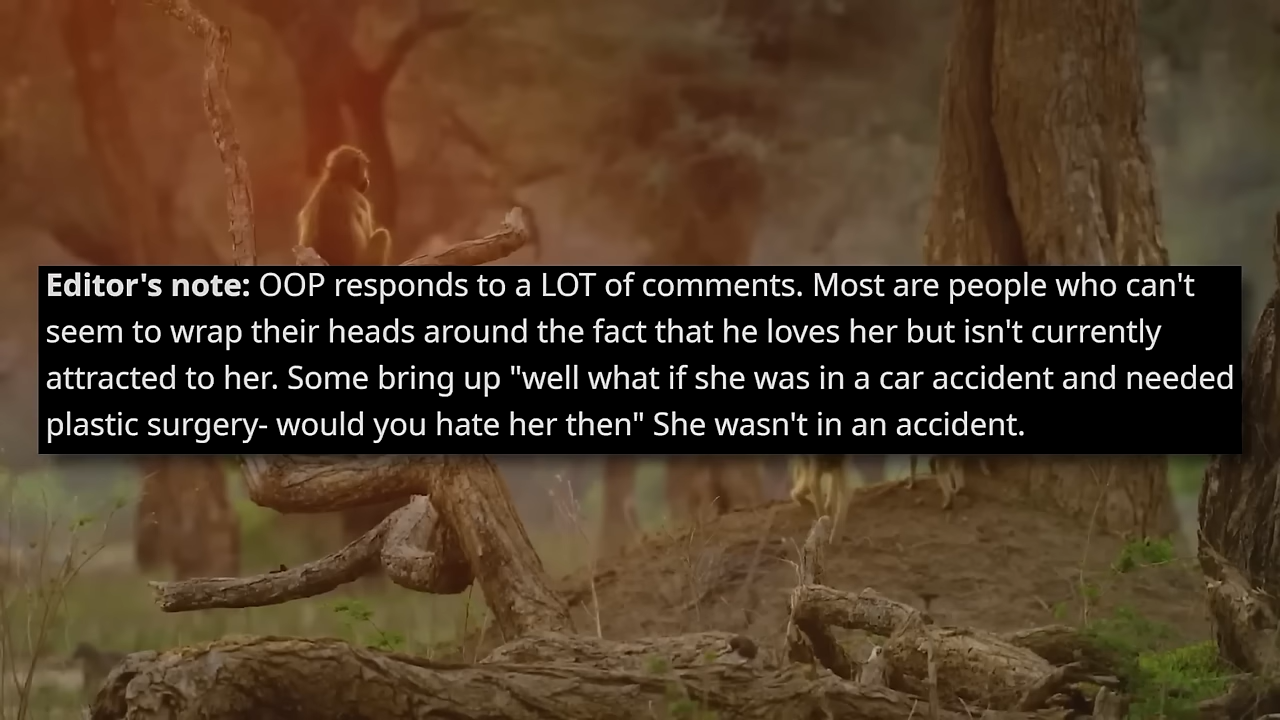 Editor's note: OOP responds to a LOT of comments. Most are people who can't
seem to wrap their heads around the fact that he loves her but isn't currently
attracted to her. Some bring up "well what if she was in a car accident and needed
plastic surgery- would you hate her then" She wasn't in an accident.